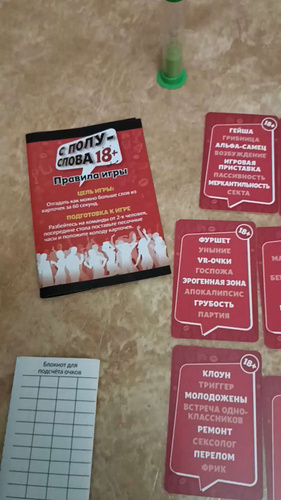 С ПОЛУ-
СЛОВА 18+
Правила игры
ЦЕЛЬ ИГРЫ:
Отгадать как можно больше слов из
карточек за 60 секунд.
ПОДГОТОВКА К ИГРЕ
Разбейтесь на команды от 2-х человек,
посередине стола поставьте песочные
часы и положите колоду карточек.
Блокнот для
подсчёта очков
18+
ГЕЙША
ГРИБНИЦА
АЛЬФА-САМЕЦ
ВОЗБУЖДЕНИЕ
ИГРОВАЯ
ПРИСТАВКА
ПАССИВНОСТЬ
МЕРКАНТИЛЬНОСТЬ
СЕКТА
18+
ФУРШЕТ
УНЫНИЕ
VR-ОЧКИ
ГОСПОЖА
ЭРОГЕННАЯ ЗОНА
АПОКАЛИПСИС
ГРУБОСТЬ
ПАРТИЯ
18+
КЛОУН
ТРИГГЕР
МОЛОДОЖЕНЫ
ВСТРЕЧА ОДНО-
КЛАССНИКОВ
РЕМОНТ
СЕКСОЛОГ
ПЕРЕЛОМ
ФРИК